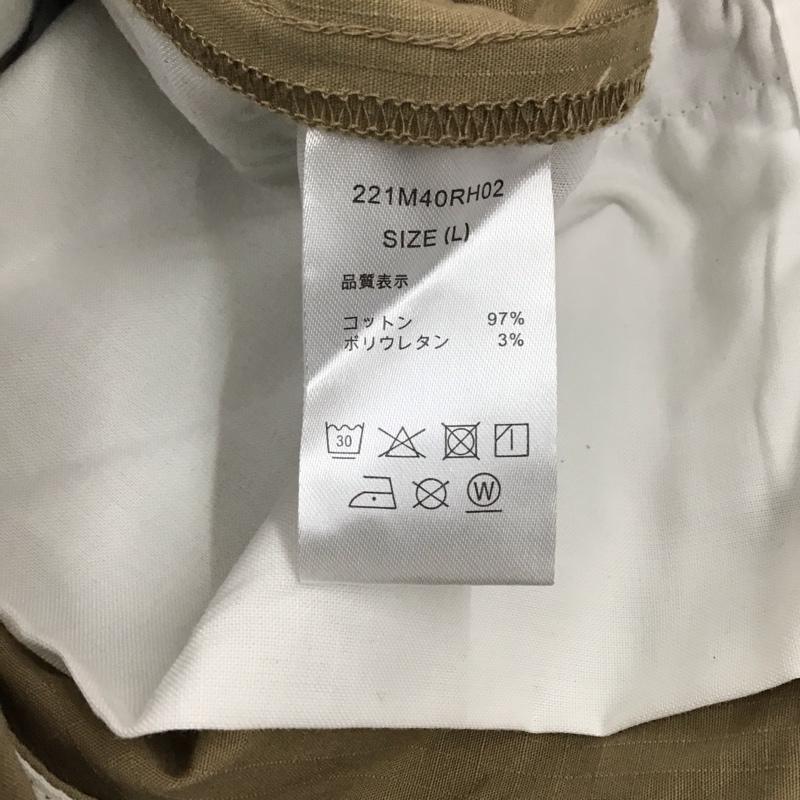 221M40RH02
SIZE (L)
品質表示
コットン 97%
ポリウレタン 3%
30
W